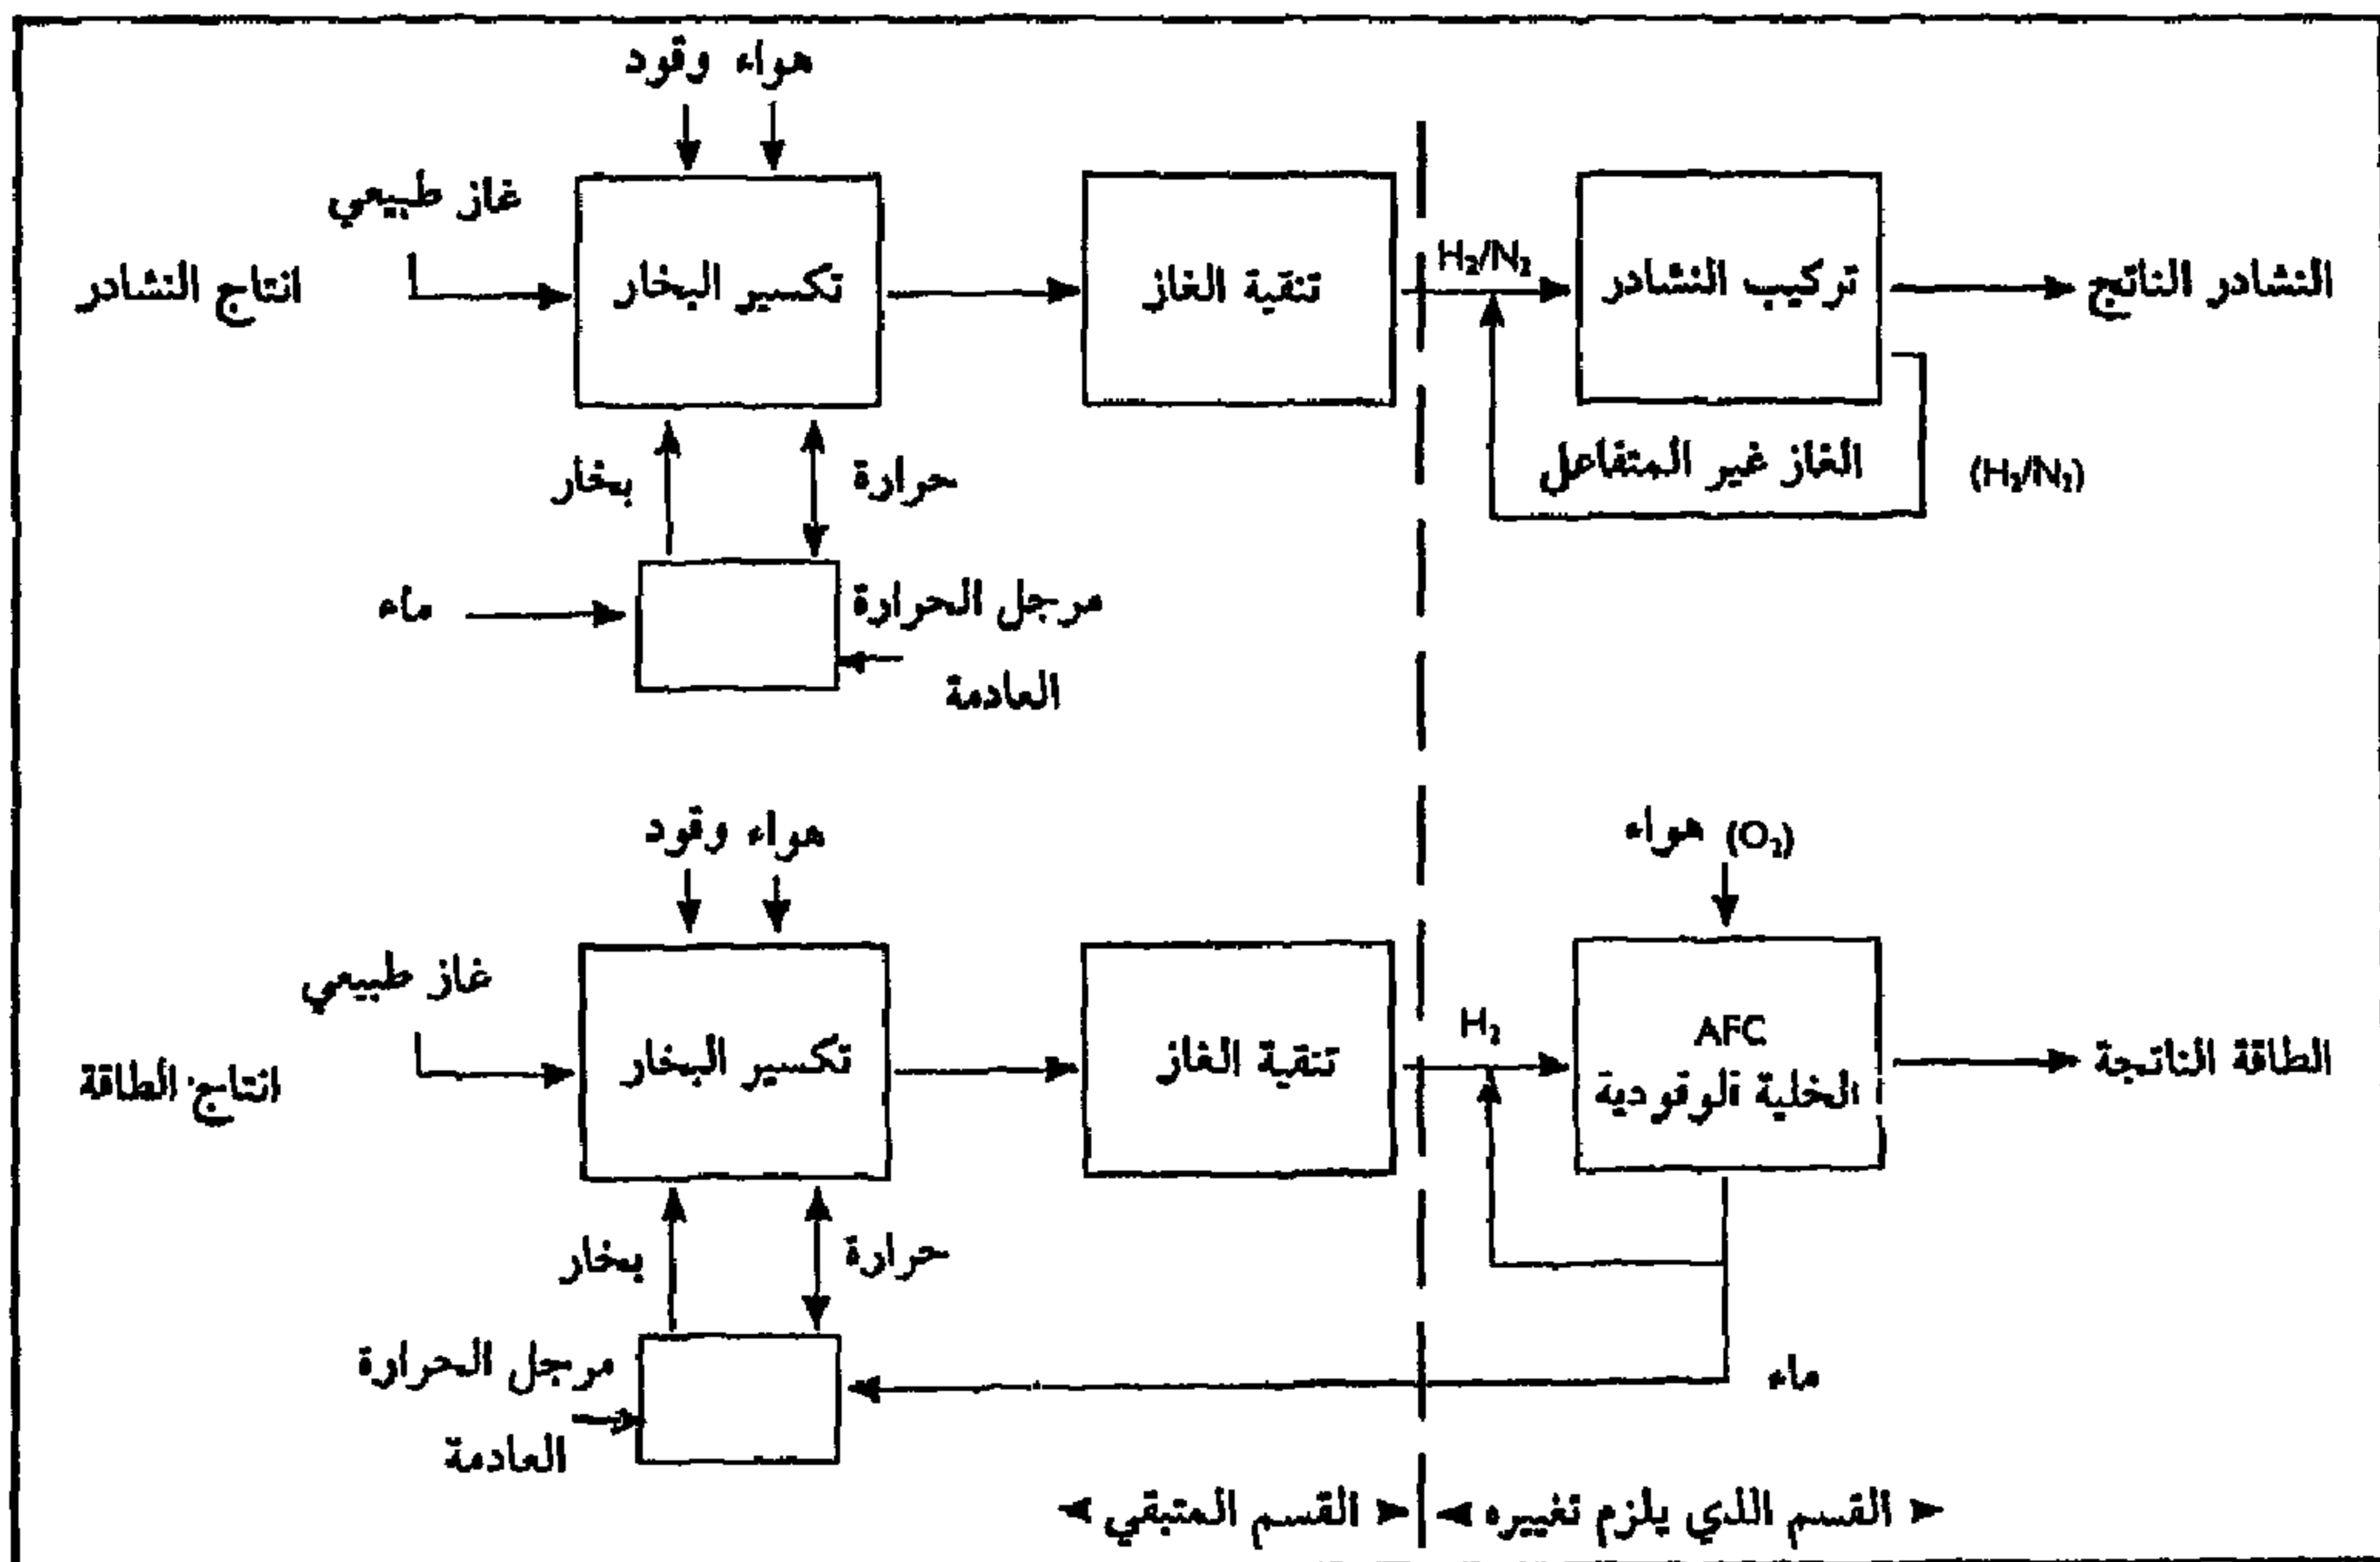 هواء وقود
غاز طبيعي
انتاج النشادر
تكسير البخار
تنقية الغاز
H₂/N₂
تركيب النشادر
النشادر الناتج
بخار
حرارة
الغاز غير المتفاعل
(H₂/N₂)
ماء
مرجل الحرارة
العادمة
هواء وقود
هواء (O₂)
غاز طبيعي
انتاج الطاقة
تكسير البخار
تنقية الغاز
H₂
AFC
الخلية الوقودية
الطاقة الناتجة
بخار
حرارة
مرجل الحرارة
العادمة
ماء
القسم الذي يلزم تغييره
القسم المتبقي